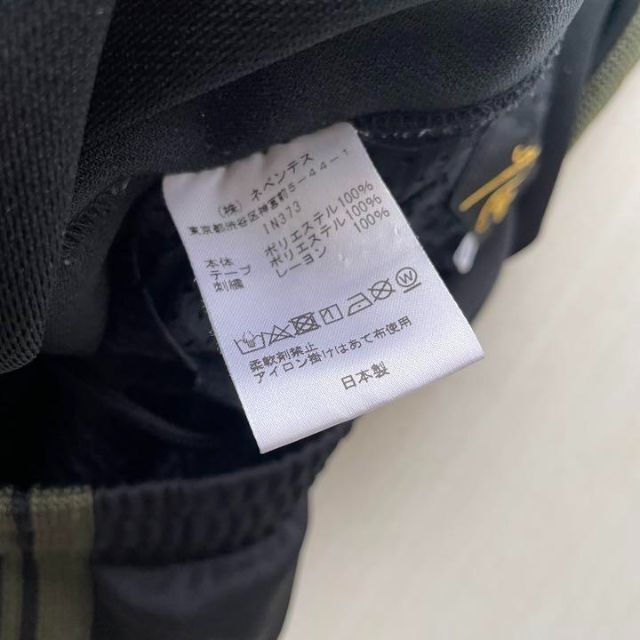 (株) ネペンテス
東京都渋谷区神宮前5-44-1
IN373
本体 ポリエステル100%
テープ ポリエステル100%
刺繍 レーヨン 100%
柔軟剤禁止
アイロン掛けはあて布使用
日本製